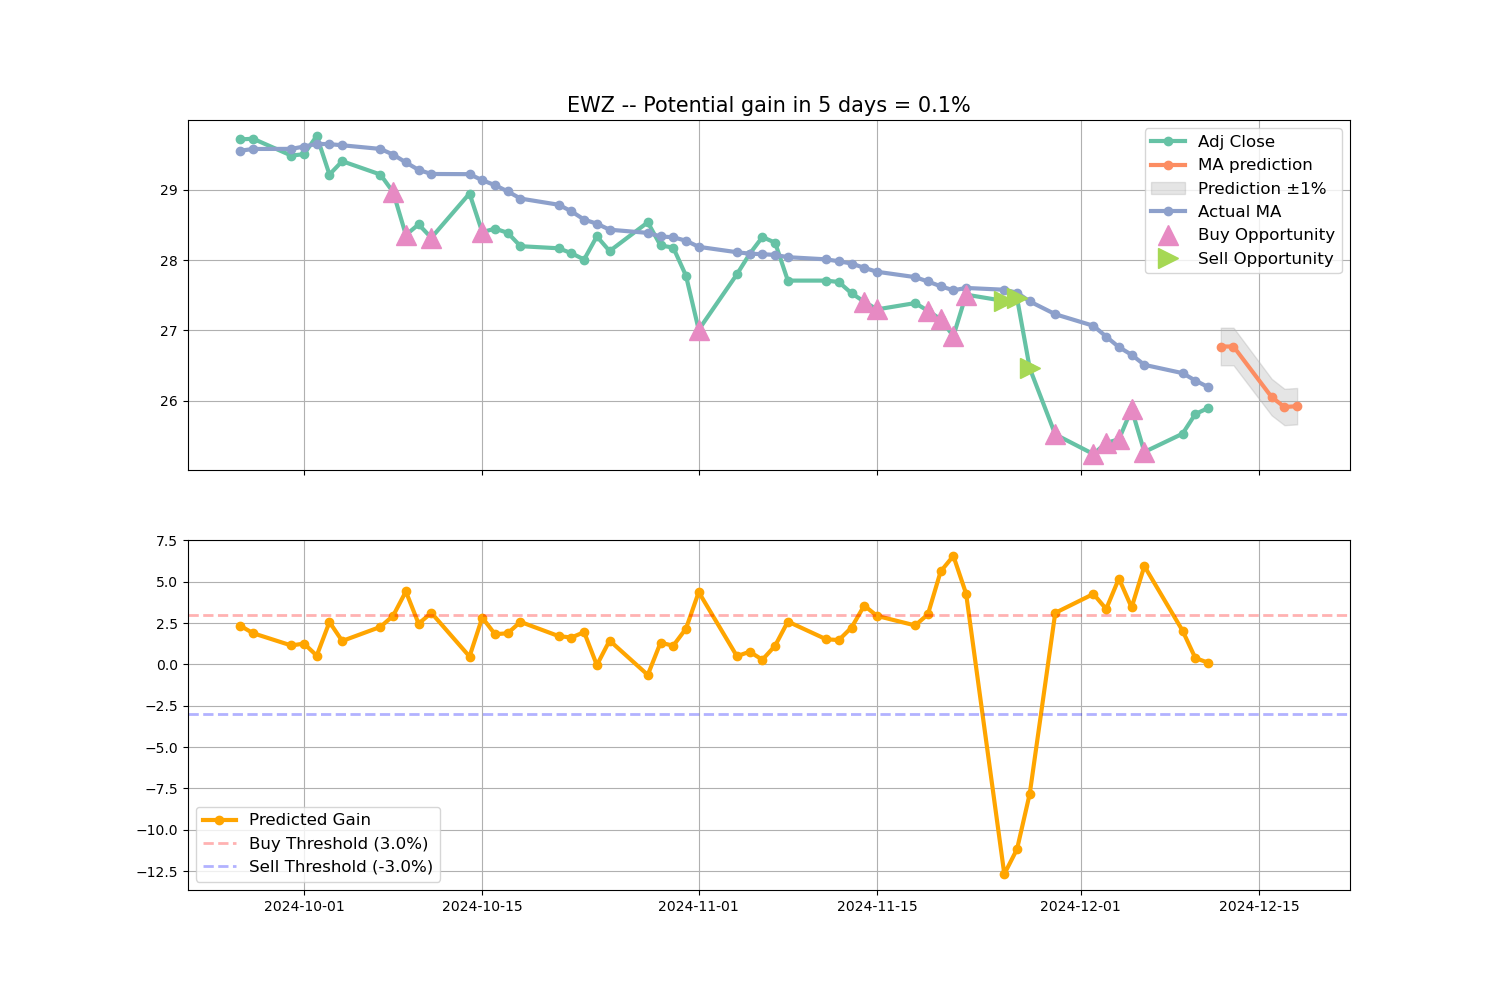 EWZ -- Potential gain in 5 days = 0.1%
Adj Close
MA prediction
Prediction ±1%
Actual MA
Buy Opportunity
Sell Opportunity
29
28
27
26
7.5
5.0
2.5
0.0
−2.5
−5.0
−7.5
−10.0
−12.5
Predicted Gain
Buy Threshold (3.0%)
Sell Threshold (-3.0%)
2024-10-01 2024-10-15 2024-11-01 2024-11-15 2024-12-01 2024-12-15